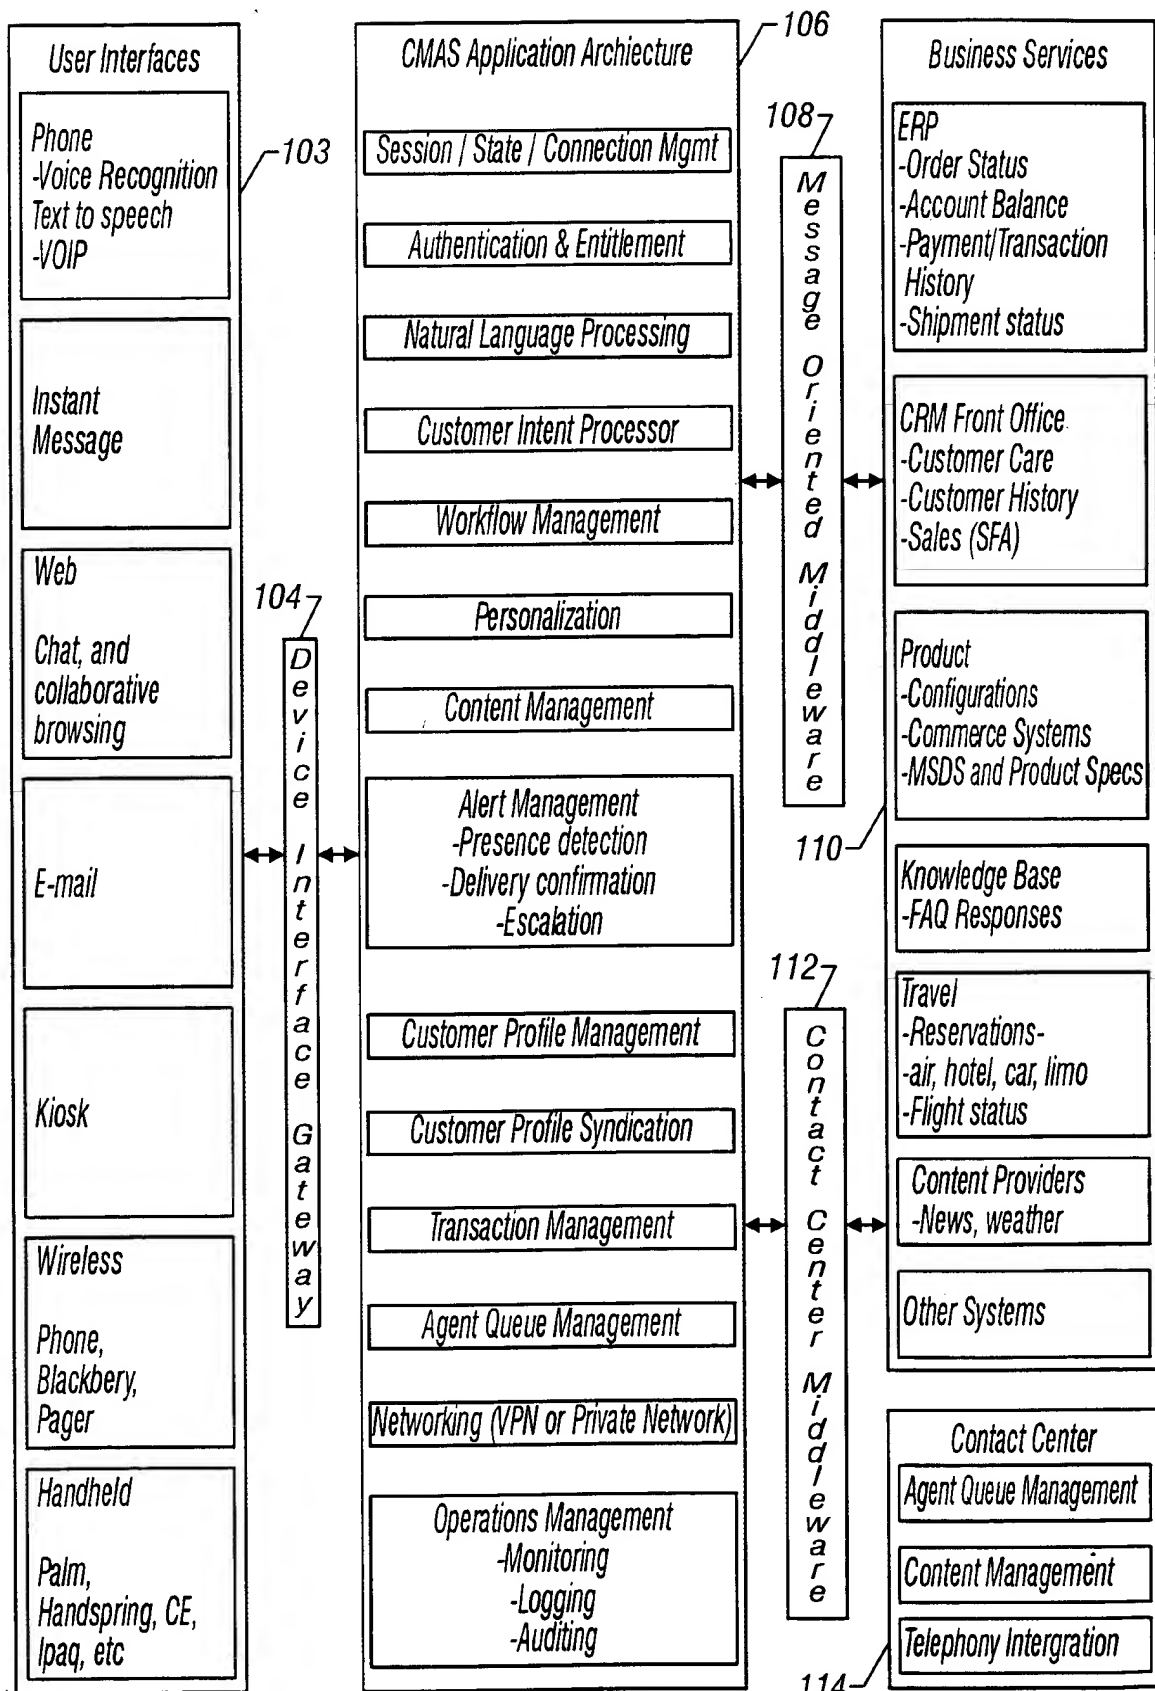 User Interfaces
Phone
-Voice Recognition
Text to speech
-VOIP
Instant
Message
Web
Chat, and
collaborative
browsing
E-mail
Kiosk
Wireless
Phone,
Blackbery,
Pager
Handheld
Palm,
Handspring, CE,
Ipaq, etc
103
104
Device Interface Gateway
CMAS Application Archiecture
106
Session / State / Connection Mgmt
Authentication & Entitlement
Natural Language Processing
Customer Intent Processor
Workflow Management
Personalization
Content Management
Alert Management
-Presence detection
-Delivery confirmation
-Escalation
Customer Profile Management
Customer Profile Syndication
Transaction Management
Agent Queue Management
Networking (VPN or Private Network)
Operations Management
-Monitoring
-Logging
-Auditing
108
Message Oriented Middleware
110
112
Contact Center Middleware
114
Business Services
ERP
-Order Status
-Account Balance
-Payment/Transaction
History
-Shipment status
CRM Front Office
-Customer Care
-Customer History
-Sales (SFA)
Product
-Configurations
-Commerce Systems
-MSDS and Product Specs
Knowledge Base
-FAQ Responses
Travel
-Reservations-
-air, hotel, car, limo
-Flight status
Content Providers
-News, weather
Other Systems
Contact Center
Agent Queue Management
Content Management
Telephony Intergration